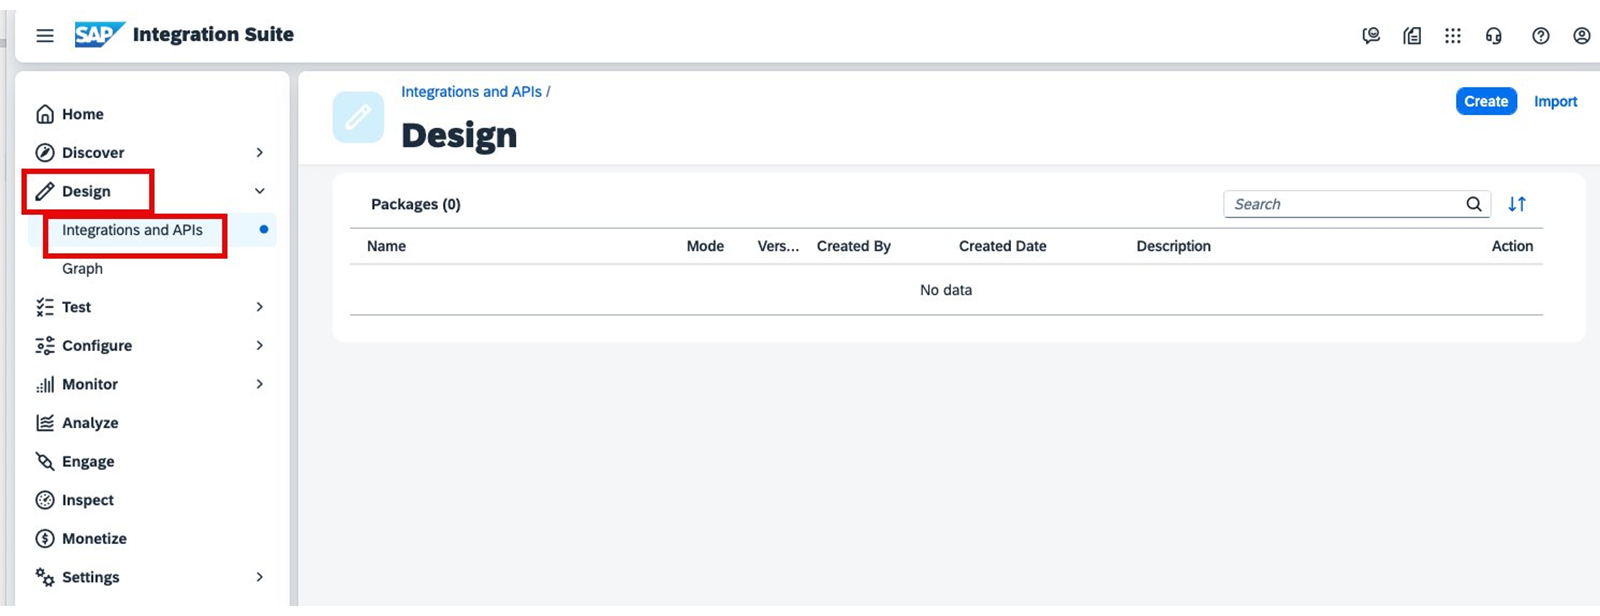 SAP Integration Suite
Home
Discover
Design
Integrations and APIs
Graph
Test
Configure
Monitor
Analyze
Engage
Inspect
Monetize
Settings
Integrations and APIs /
Design
Create Import
Packages (0)
Search
Name Mode Vers... Created By Created Date Description Action
No data